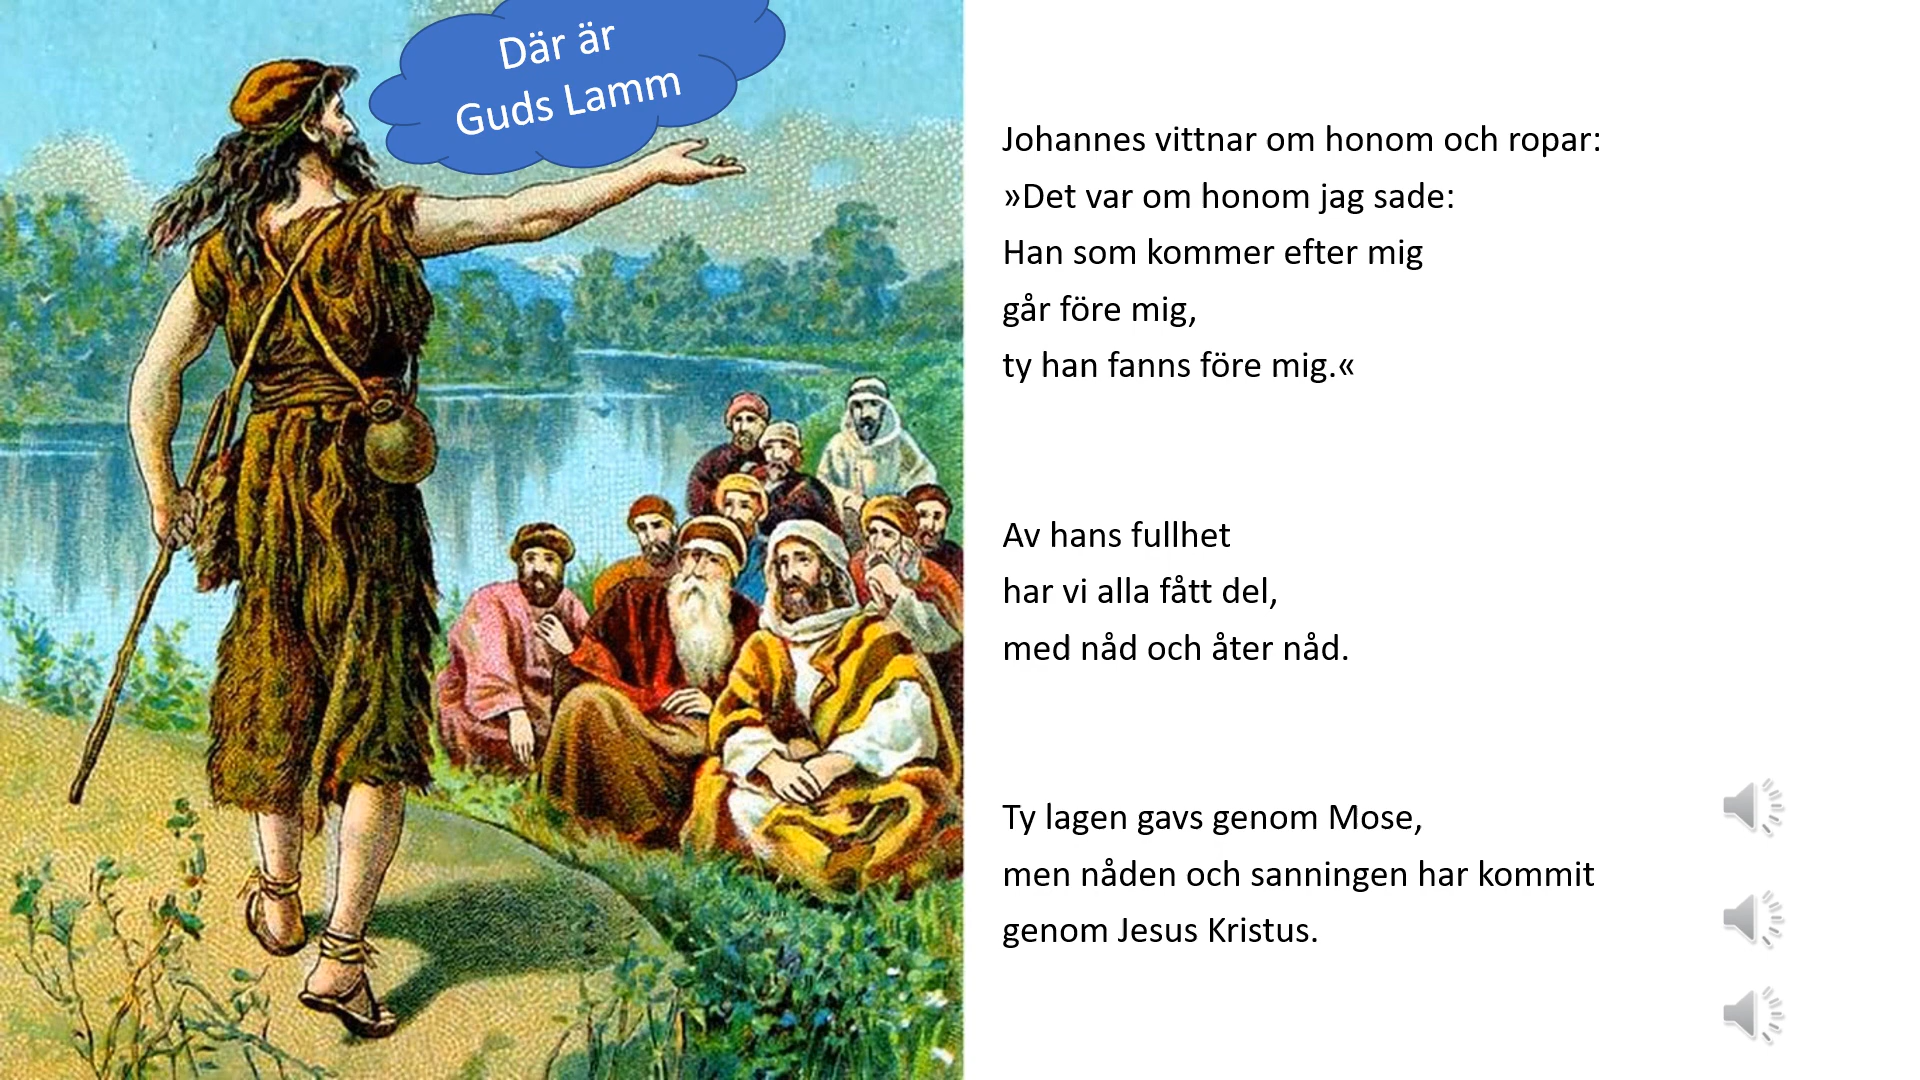 Där är
Guds Lamm
Johannes vittnar om honom och ropar:
»Det var om honom jag sade:
Han som kommer efter mig
går före mig,
ty han fanns före mig.«
Av hans fullhet
har vi alla fått del,
med nåd och åter nåd.
Ty lagen gavs genom Mose,
men nåden och sanningen har kommit
genom Jesus Kristus.